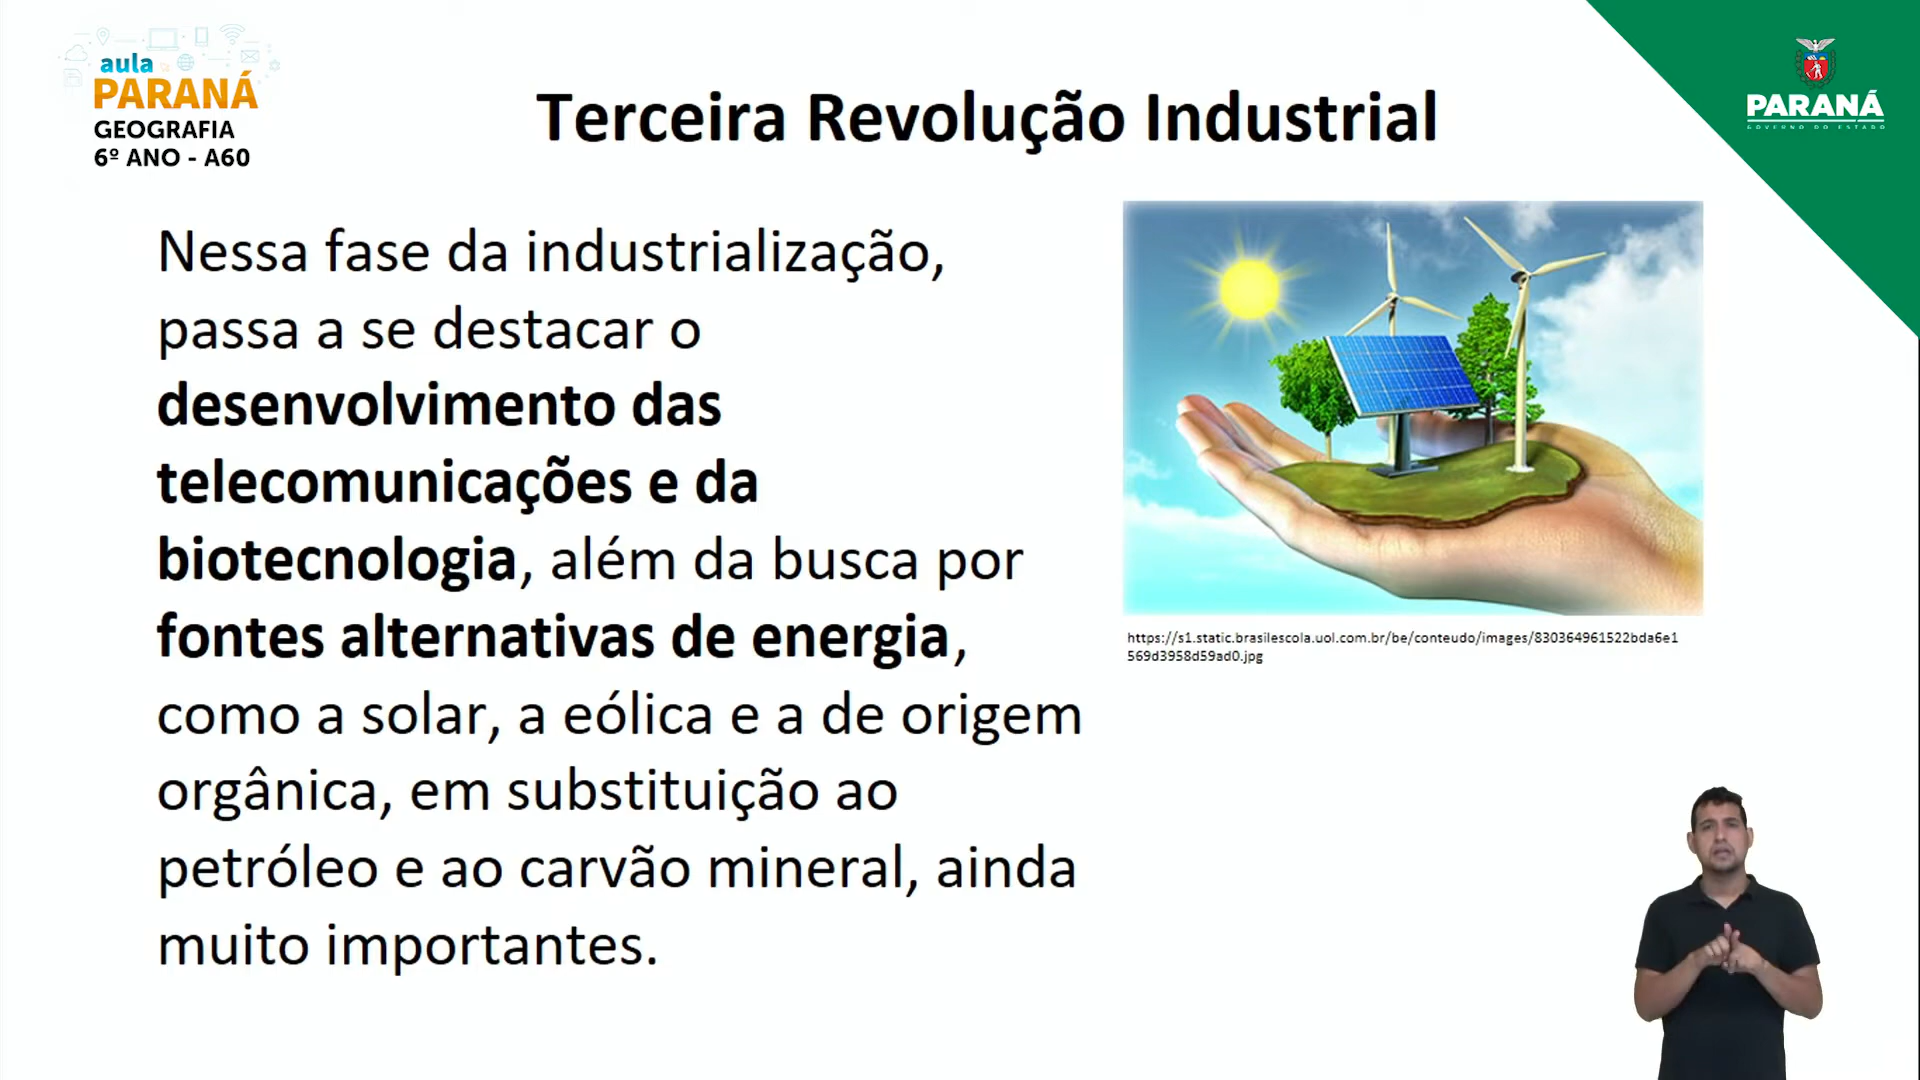 aula
PARANÁ
GEOGRAFIA
6º ANO - A60
Terceira Revolução Industrial
PARANÁ
GOVERNO DO ESTADO
Nessa fase da industrialização,
passa a se destacar o
desenvolvimento das
telecomunicações e da
biotecnologia, além da busca por
fontes alternativas de energia,
como a solar, a eólica e a de origem
orgânica, em substituição ao
petróleo e ao carvão mineral, ainda
muito importantes.
https://s1.static.brasilescola.uol.com.br/be/conteudo/images/830364961522bda6e1
569d3958d59ad0.jpg